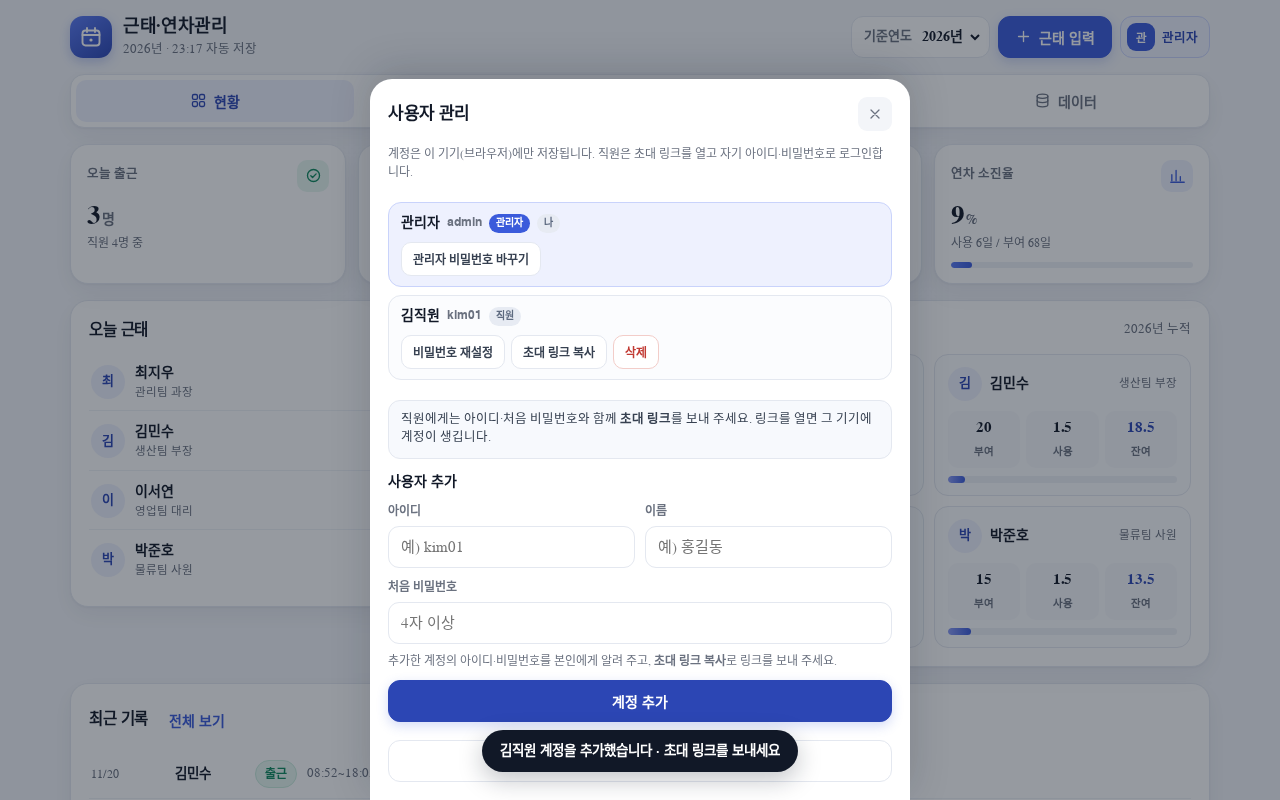 근태·연차관리
2026년 · 23:17 자동 저장
기준연도 2026년
근태 입력
관 관리자
현황
데이터
사용자 관리
계정은 이 기기(브라우저)에만 저장됩니다. 직원은 초대 링크를 열고 자기 아이디·비밀번호로 로그인합
니다.
관리자 admin 관리자 나
관리자 비밀번호 바꾸기
김직원 kim01 직원
비밀번호 재설정 초대 링크 복사 삭제
직원에게는 아이디·처음 비밀번호와 함께 초대 링크를 보내 주세요. 링크를 열면 그 기기에
계정이 생깁니다.
사용자 추가
아이디 이름
예) kim01 예) 홍길동
처음 비밀번호
4자 이상
추가한 계정의 아이디·비밀번호를 본인에게 알려 주고, 초대 링크 복사로 링크를 보내 주세요.
계정 추가
김직원 계정을 추가했습니다 · 초대 링크를 보내세요
오늘 출근
3명
직원 4명 중
연차 소진율
9%
사용 6일 / 부여 68일
오늘 근태
최 최지우
관리팀 과장
김 김민수
생산팀 부장
이 이서연
영업팀 대리
박 박준호
물류팀 사원
2026년 누적
김 김민수 생산팀 부장
20 1.5 18.5
부여 사용 잔여
박 박준호 물류팀 사원
15 1.5 13.5
부여 사용 잔여
최근 기록 전체 보기
11/20 김민수 출근 08:52~18:0